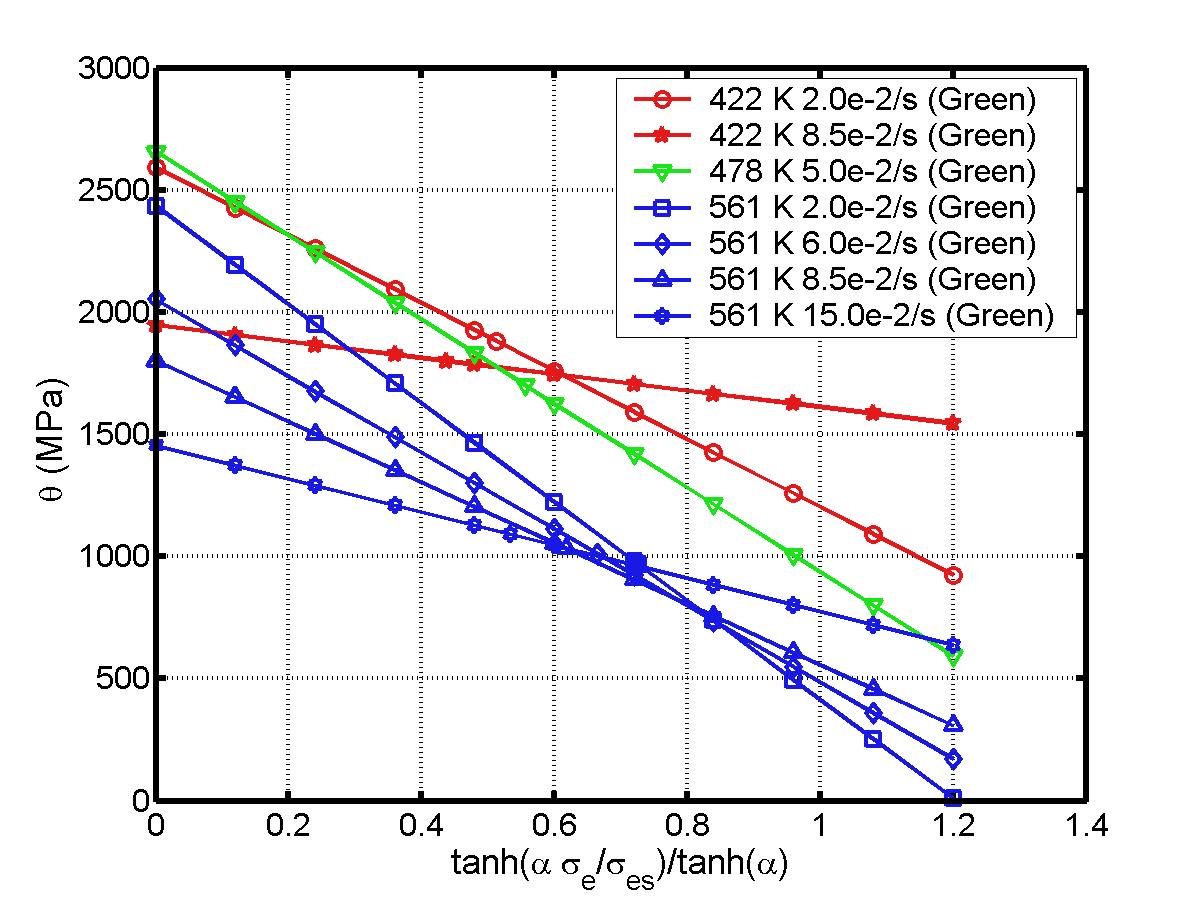 3000
2500
2000
1500
1000
500
0
θ (MPa)
422 K 2.0e-2/s (Green)
422 K 8.5e-2/s (Green)
478 K 5.0e-2/s (Green)
561 K 2.0e-2/s (Green)
561 K 6.0e-2/s (Green)
561 K 8.5e-2/s (Green)
561 K 15.0e-2/s (Green)
0 0.2 0.4 0.6 0.8 1 1.2 1.4
tanh(α σe/σes)/tanh(α)